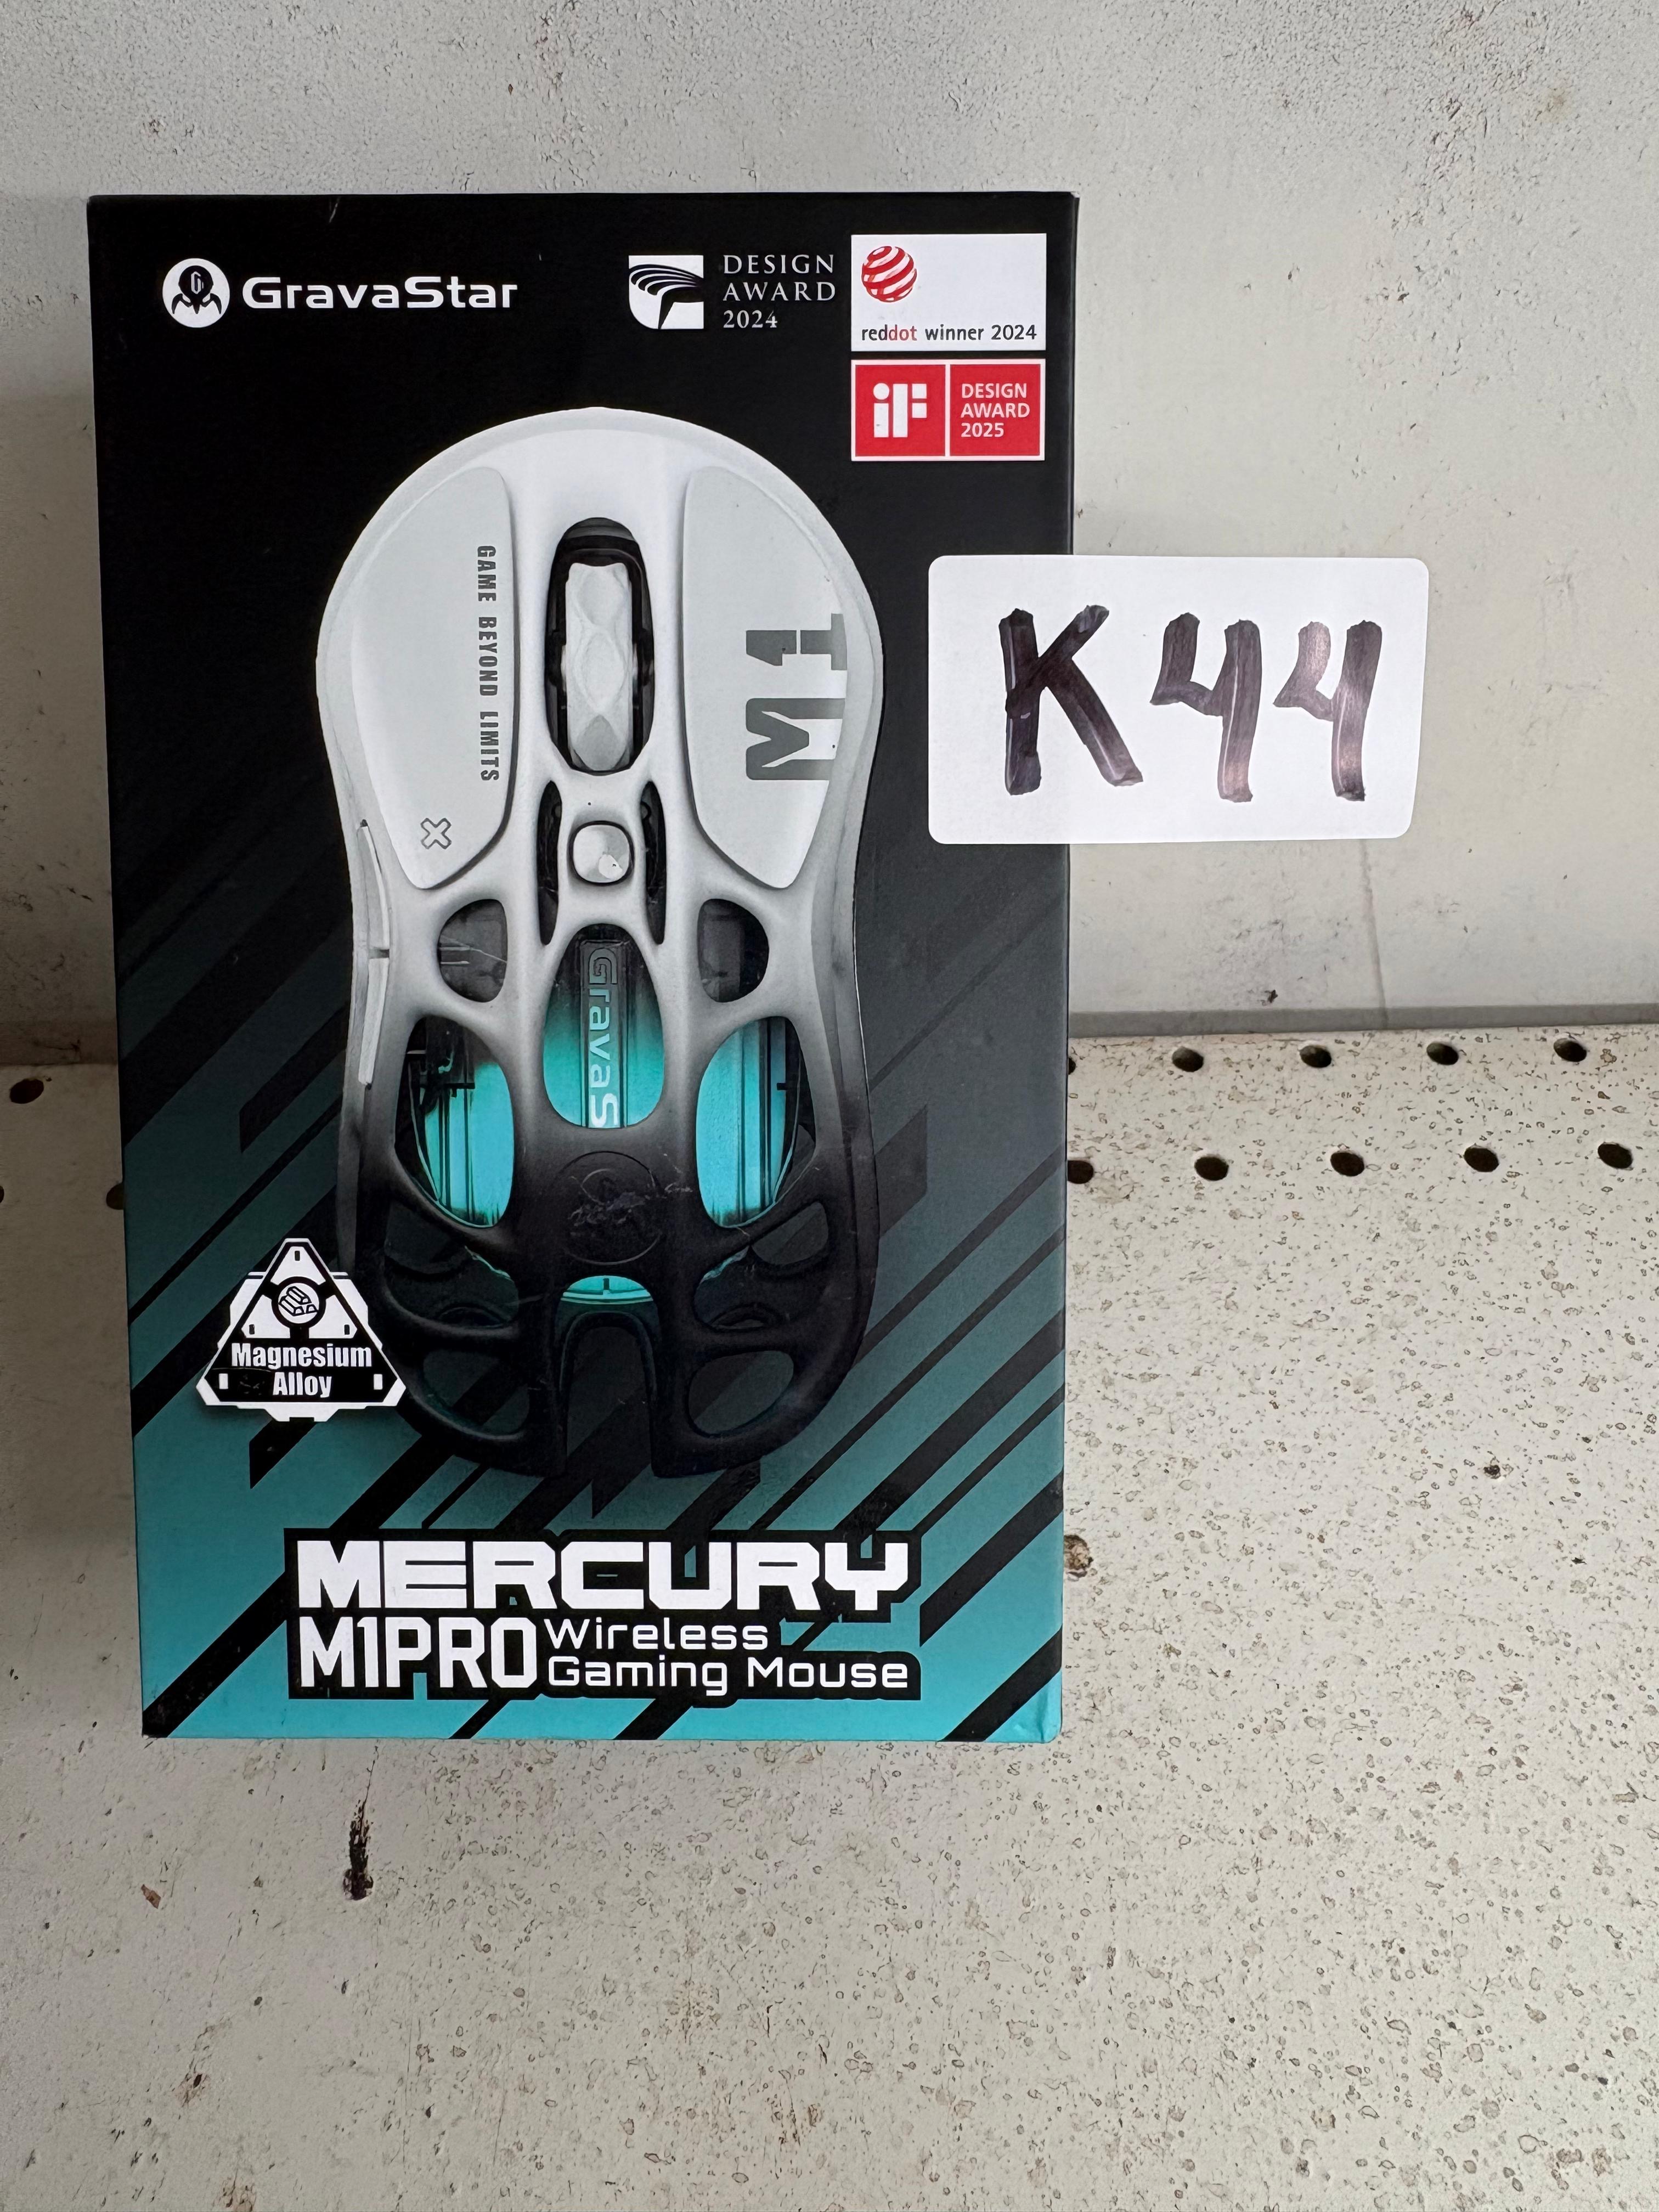 GravaStar
DESIGN
AWARD
2024
reddot winner 2024
iF
DESIGN
AWARD
2025
GAME BEYOND LIMITS
M1
K44
GravaS
Magnesium
Alloy
MERCURY
M1PRO Wireless
Gaming Mouse